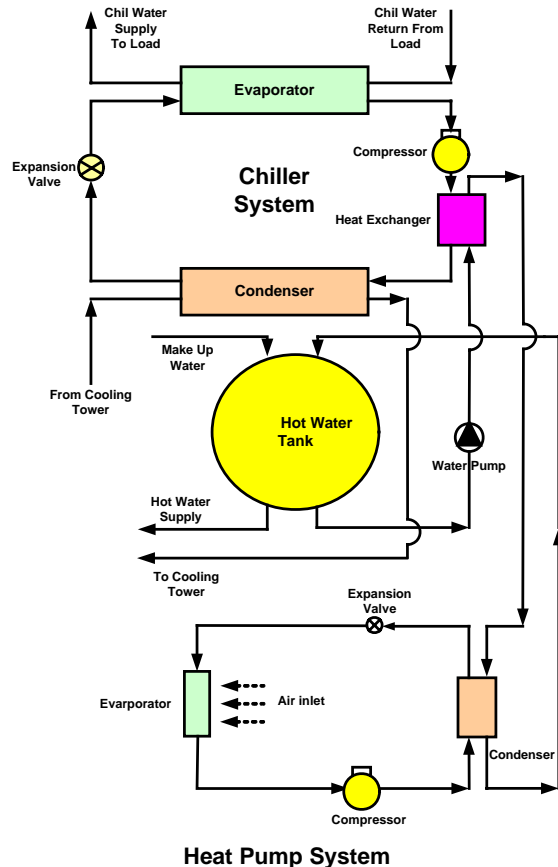 Chil Water
Supply
To Load
Chil Water
Return From
Load
Evaporator
Compressor
Expansion
Valve
Chiller
System
Heat Exchanger
Condenser
Make Up
Water
From Cooling
Tower
Hot Water
Tank
Water Pump
Hot Water
Supply
To Cooling
Tower
Expansion
Valve
Evarporator
Air inlet
Condenser
Compressor
Heat Pump System